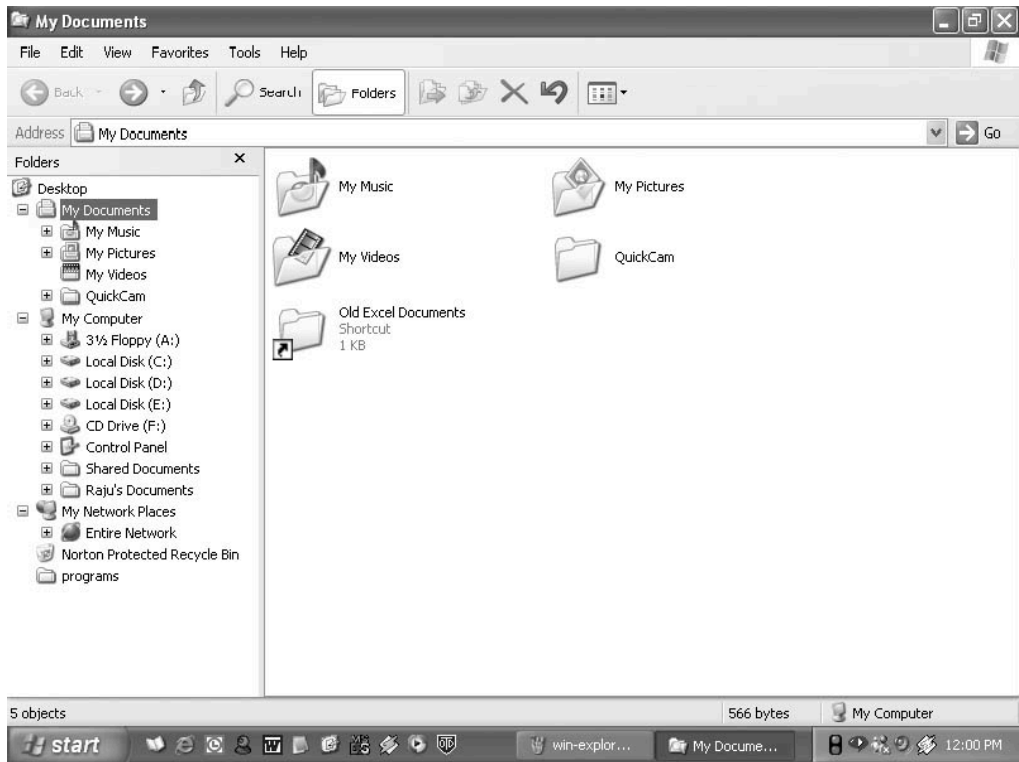 My Documents
File Edit View Favorites Tools Help
Back Search Folders
Address My Documents Go
Folders
Desktop
My Documents
My Music
My Pictures
My Videos
QuickCam
My Computer
3½ Floppy (A:)
Local Disk (C:)
Local Disk (D:)
Local Disk (E:)
CD Drive (F:)
Control Panel
Shared Documents
Raju's Documents
My Network Places
Entire Network
Norton Protected Recycle Bin
programs
My Music My Pictures
My Videos QuickCam
Old Excel Documents
Shortcut
1 KB
5 objects 566 bytes My Computer
start win-explor... My Docume... 12:00 PM